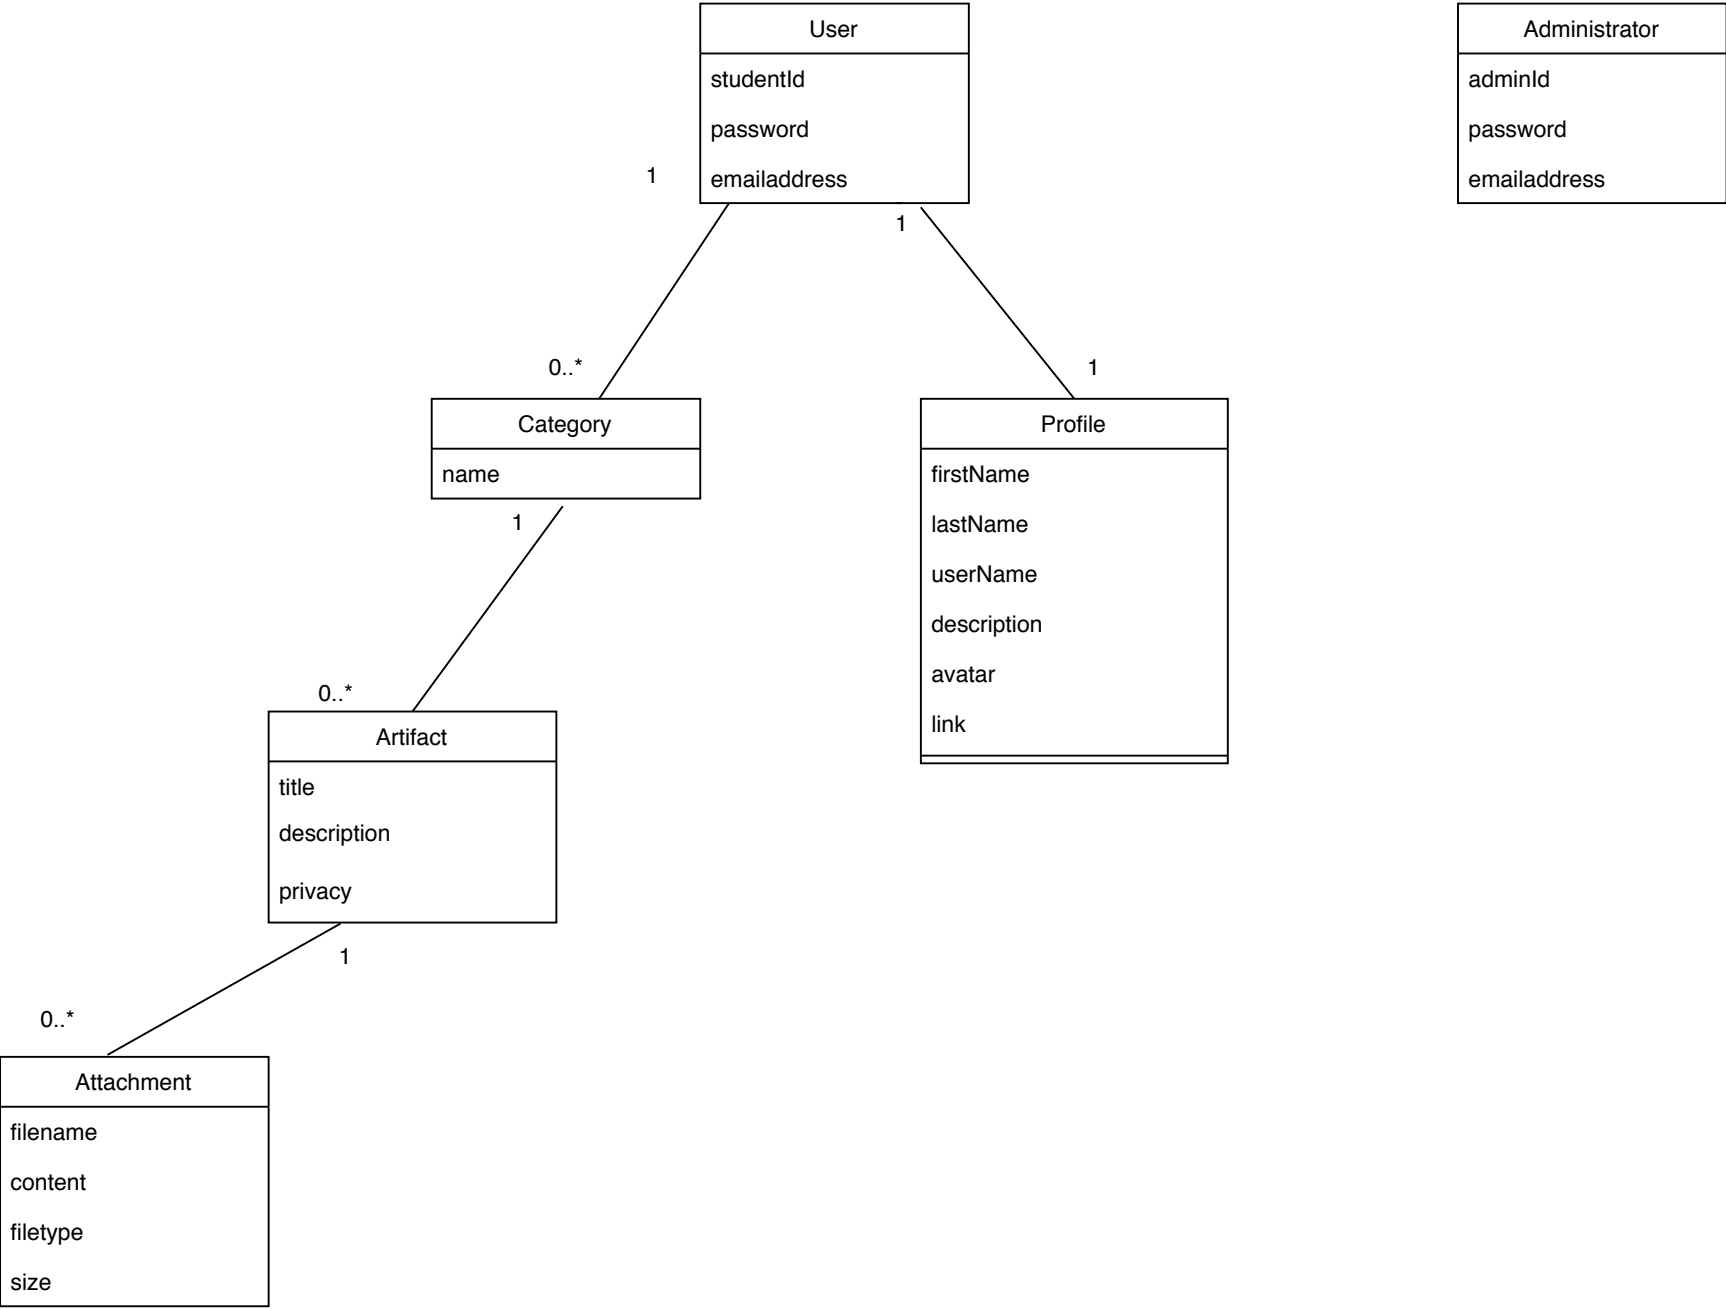 User
studentId
password
emailaddress
Administrator
adminId
password
emailaddress
1
1
0..*
1
Category
name
Profile
firstName
lastName
userName
description
avatar
link
1
0..*
Artifact
title
description
privacy
1
0..*
Attachment
filename
content
filetype
size